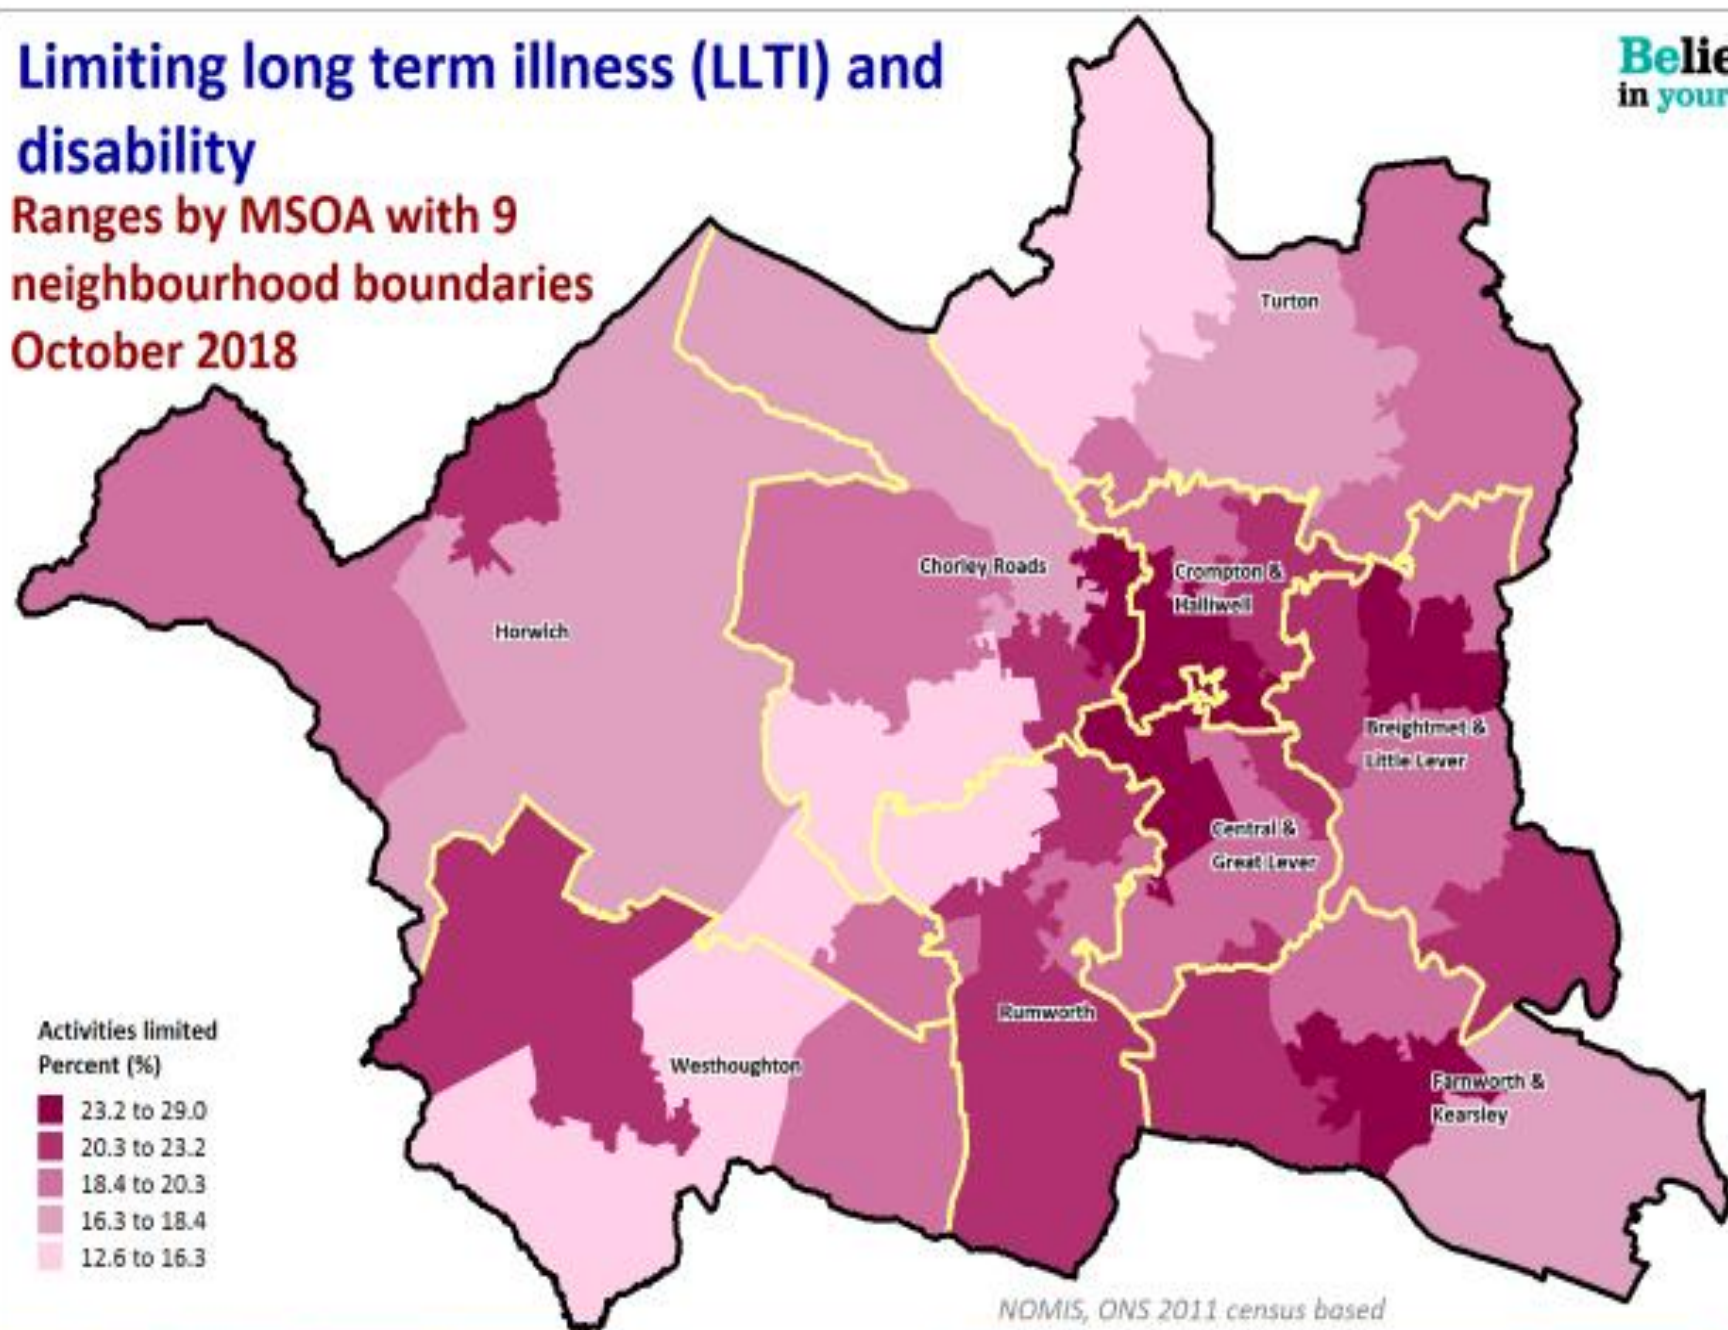 Limiting long term illness (LLTI) and
disability
Ranges by MSOA with 9
neighbourhood boundaries
October 2018
Belie
in your
Turton
Chorley Roads
Crompton &
Halliwell
Horwich
Breightmet &
Little Lever
Central &
Great Lever
Rumworth
Westhoughton
Farnworth &
Kearsley
Activities limited
Percent (%)
23.2 to 29.0
20.3 to 23.2
18.4 to 20.3
16.3 to 18.4
12.6 to 16.3
NOMIS, ONS 2011 census based